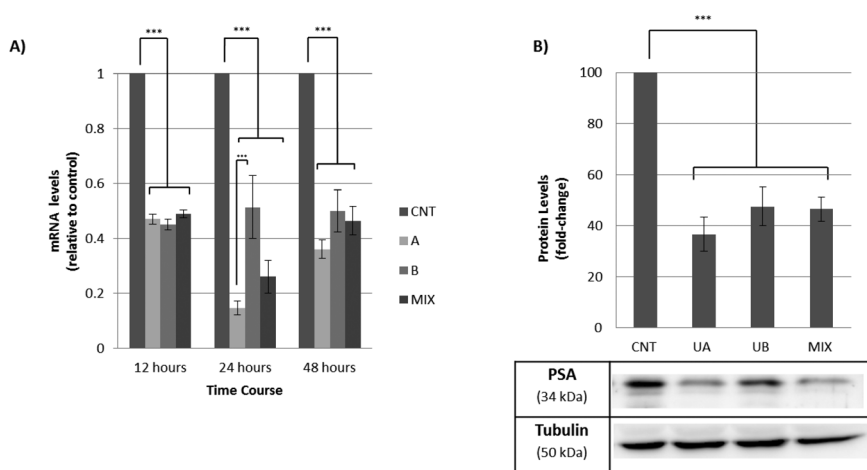 A)
***
***
***
1
0.8
0.6
0.4
0.2
0
mRNA levels
(relative to control)
***
12 hours
24 hours
48 hours
Time Course
CNT
A
B
MIX
B)
***
100
80
60
40
20
0
Protein Levels
(fold-change)
CNT
UA
UB
MIX
PSA
(34 kDa)
Tubulin
(50 kDa)